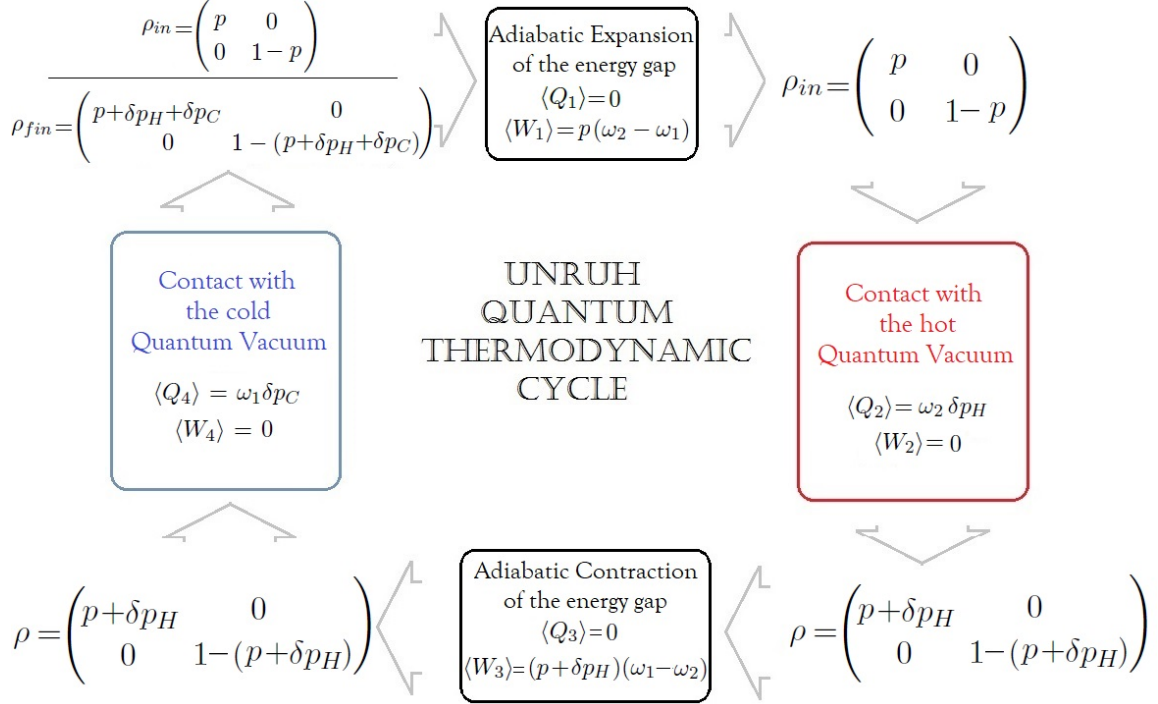 ρ_in = ( p 0
0 1 − p )
ρ_fin = ( p+δp_H+δp_C 0
0 1 − (p+δp_H+δp_C) )
Adiabatic Expansion
of the energy gap
⟨Q_1⟩=0
⟨W_1⟩=p(ω_2 − ω_1)
ρ_in = ( p 0
0 1− p )
Contact with
the hot
Quantum Vacuum
⟨Q_2⟩=ω_2 δp_H
⟨W_2⟩=0
ρ = ( p+δp_H 0
0 1−(p+δp_H) )
Adiabatic Contraction
of the energy gap
⟨Q_3⟩=0
⟨W_3⟩=(p+δp_H)(ω_1−ω_2)
ρ = ( p+δp_H 0
0 1−(p+δp_H) )
Contact with
the cold
Quantum Vacuum
⟨Q_4⟩ = ω_1δp_C
⟨W_4⟩ = 0
UNRUH
QUANTUM
THERMODYNAMIC
CYCLE